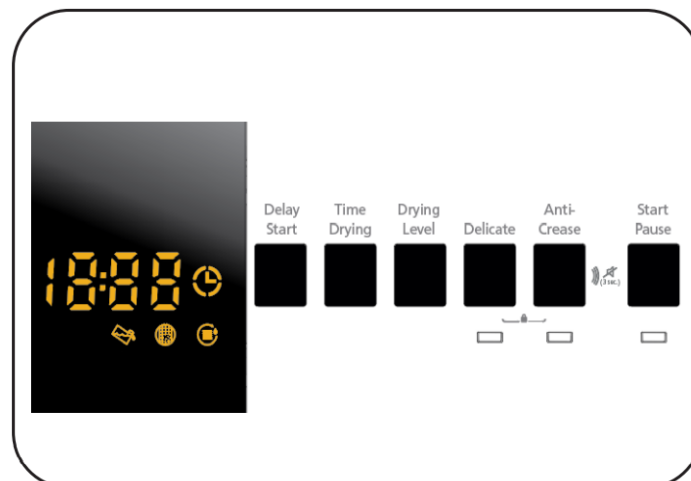 Delay
Start
Time
Drying
Drying
Level
Delicate
Anti-
Crease
Start
Pause
18:88
(3 sec.)